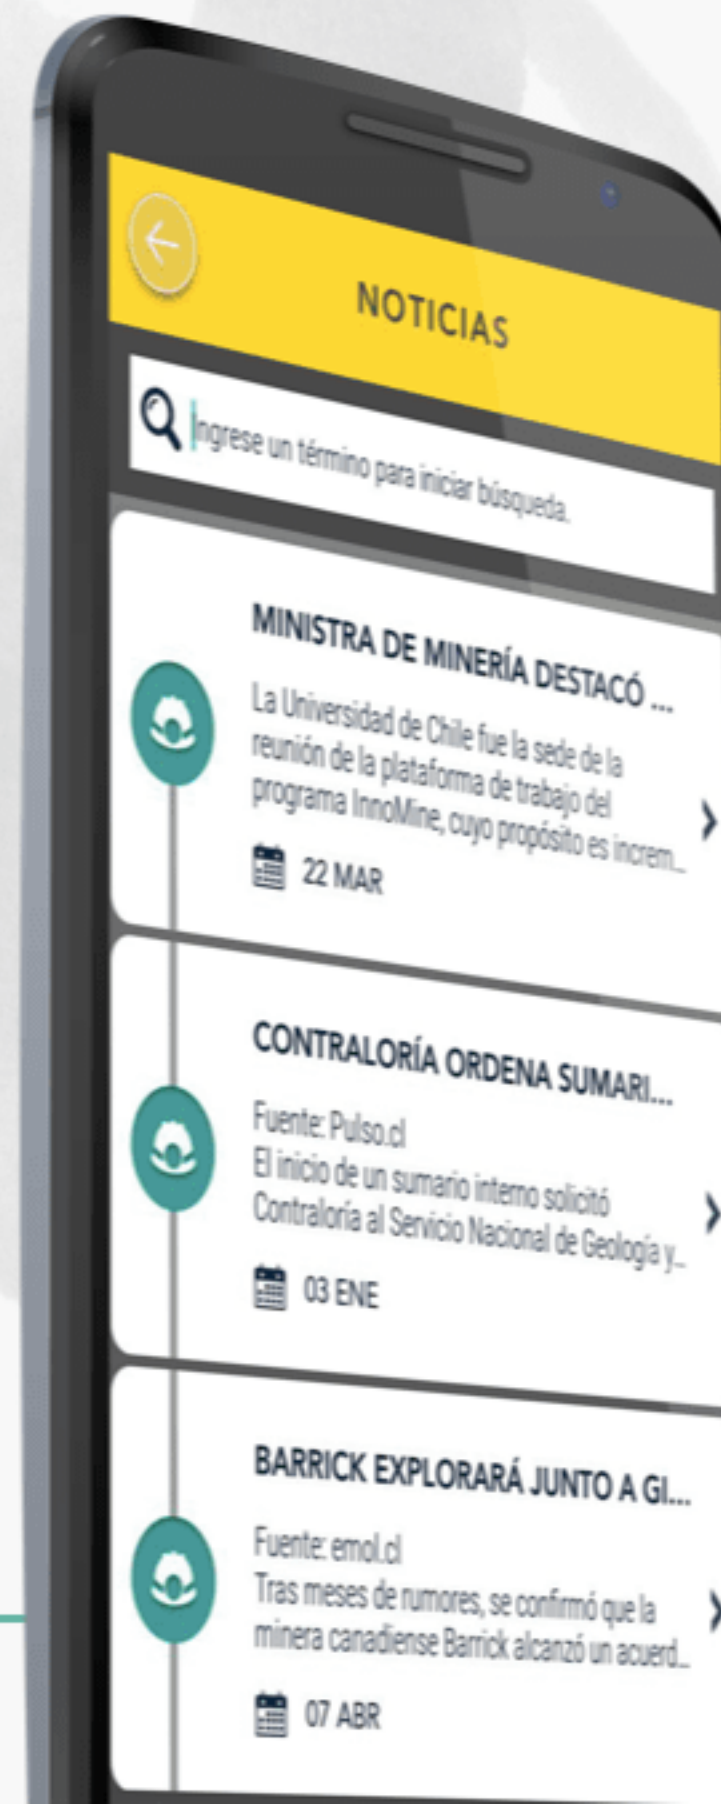 NOTICIAS
Ingrese un término para iniciar búsqueda.
MINISTRA DE MINERÍA DESTACÓ ...
La Universidad de Chile fue la sede de la
reunión de la plataforma de trabajo del
programa InnoMine, cuyo propósito es increm...
22 MAR
CONTRALORÍA ORDENA SUMARI...
Fuente: Pulso.cl
El inicio de un sumario interno solicitó
Contraloría al Servicio Nacional de Geología y...
03 ENE
BARRICK EXPLORARÁ JUNTO A GI...
Fuente: emol.cl
Tras meses de rumores, se confirmó que la
minera canadiense Barrick alcanzó un acuerd...
07 ABR